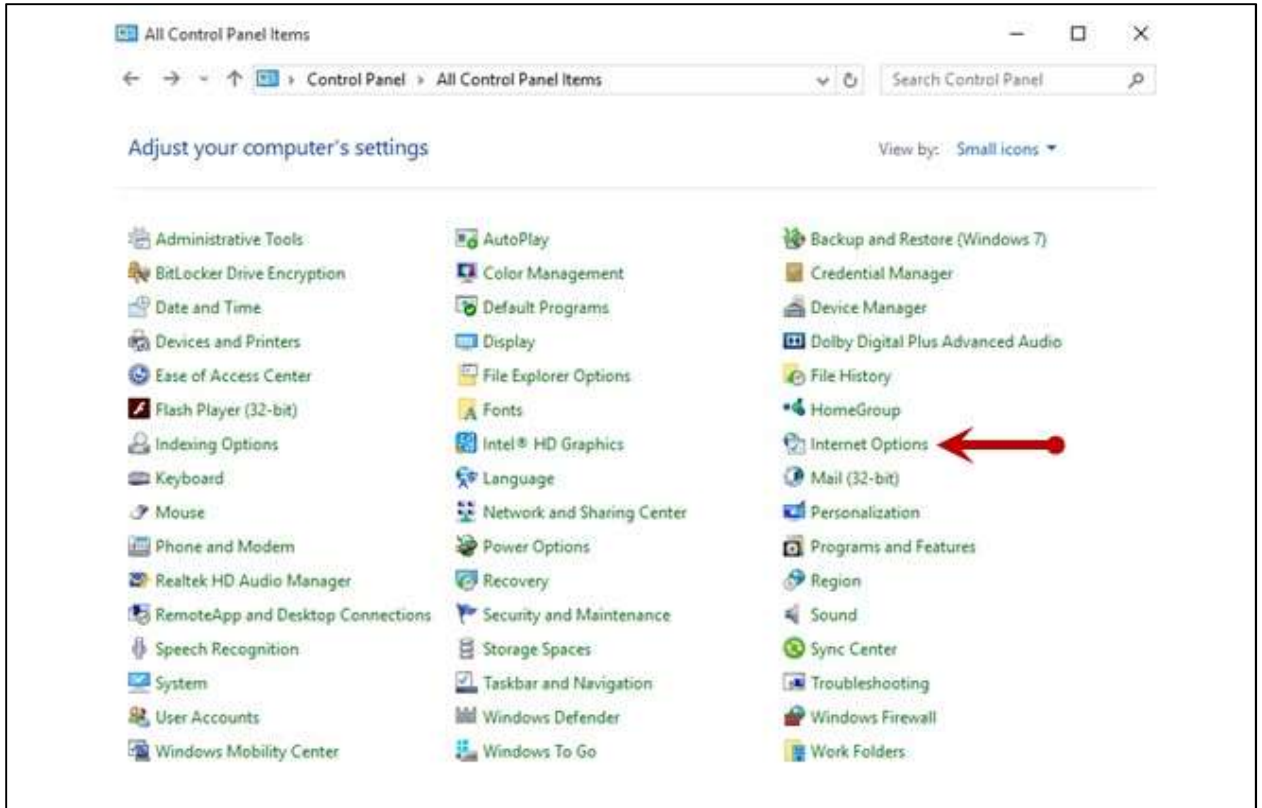 All Control Panel Items
Control Panel › All Control Panel Items
Search Control Panel
Adjust your computer's settings
View by: Small icons
Administrative Tools
AutoPlay
Backup and Restore (Windows 7)
BitLocker Drive Encryption
Color Management
Credential Manager
Date and Time
Default Programs
Device Manager
Devices and Printers
Display
Dolby Digital Plus Advanced Audio
Ease of Access Center
File Explorer Options
File History
Flash Player (32-bit)
Fonts
HomeGroup
Indexing Options
Intel® HD Graphics
Internet Options
Keyboard
Language
Mail (32-bit)
Mouse
Network and Sharing Center
Personalization
Phone and Modem
Power Options
Programs and Features
Realtek HD Audio Manager
Recovery
Region
RemoteApp and Desktop Connections
Security and Maintenance
Sound
Speech Recognition
Storage Spaces
Sync Center
System
Taskbar and Navigation
Troubleshooting
User Accounts
Windows Defender
Windows Firewall
Windows Mobility Center
Windows To Go
Work Folders